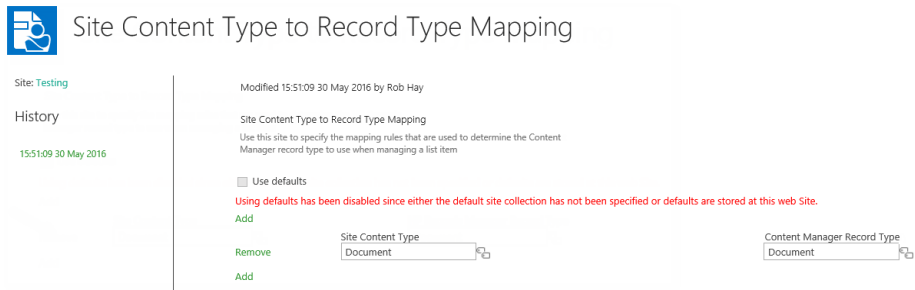 Site Content Type to Record Type Mapping
Site: Testing
History
15:51:09 30 May 2016
Modified 15:51:09 30 May 2016 by Rob Hay
Site Content Type to Record Type Mapping
Use this site to specify the mapping rules that are used to determine the Content
Manager record type to use when managing a list item
Use defaults
Using defaults has been disabled since either the default site collection has not been specified or defaults are stored at this web Site.
Add
Site Content Type
Content Manager Record Type
Remove
Document
Document
Add